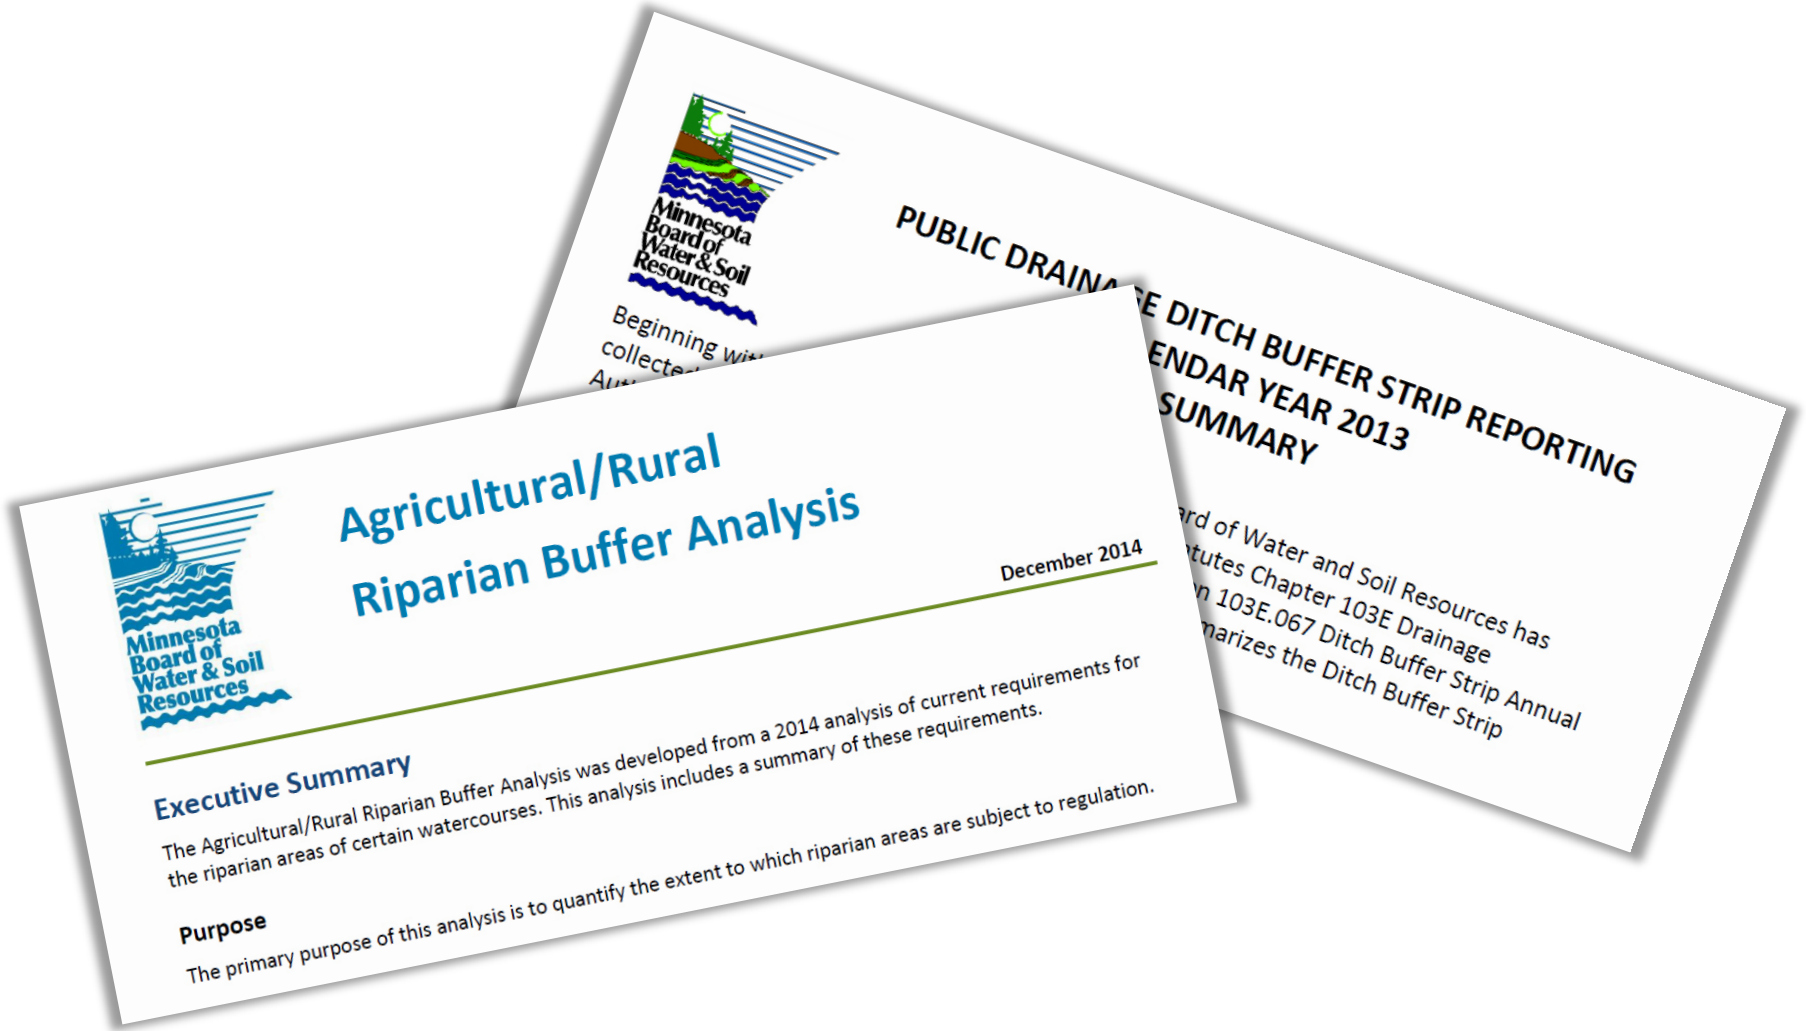 Minnesota
Board of
Water & Soil
Resources
PUBLIC DRAINAGE DITCH BUFFER STRIP REPORTING
ENDAR YEAR 2013
SUMMARY
Beginning
collected
ard of Water and Soil Resources has
tutes Chapter 103E Drainage
n 103E.067 Ditch Buffer Strip Annual
marizes the Ditch Buffer Strip
Minnesota
Board of
Water & Soil
Resources
Agricultural/Rural
Riparian Buffer Analysis
December 2014
Executive Summary
The Agricultural/Rural Riparian Buffer Analysis was developed from a 2014 analysis of current requirements for
the riparian areas of certain watercourses. This analysis includes a summary of these requirements.
Purpose
The primary purpose of this analysis is to quantify the extent to which riparian areas are subject to regulation.